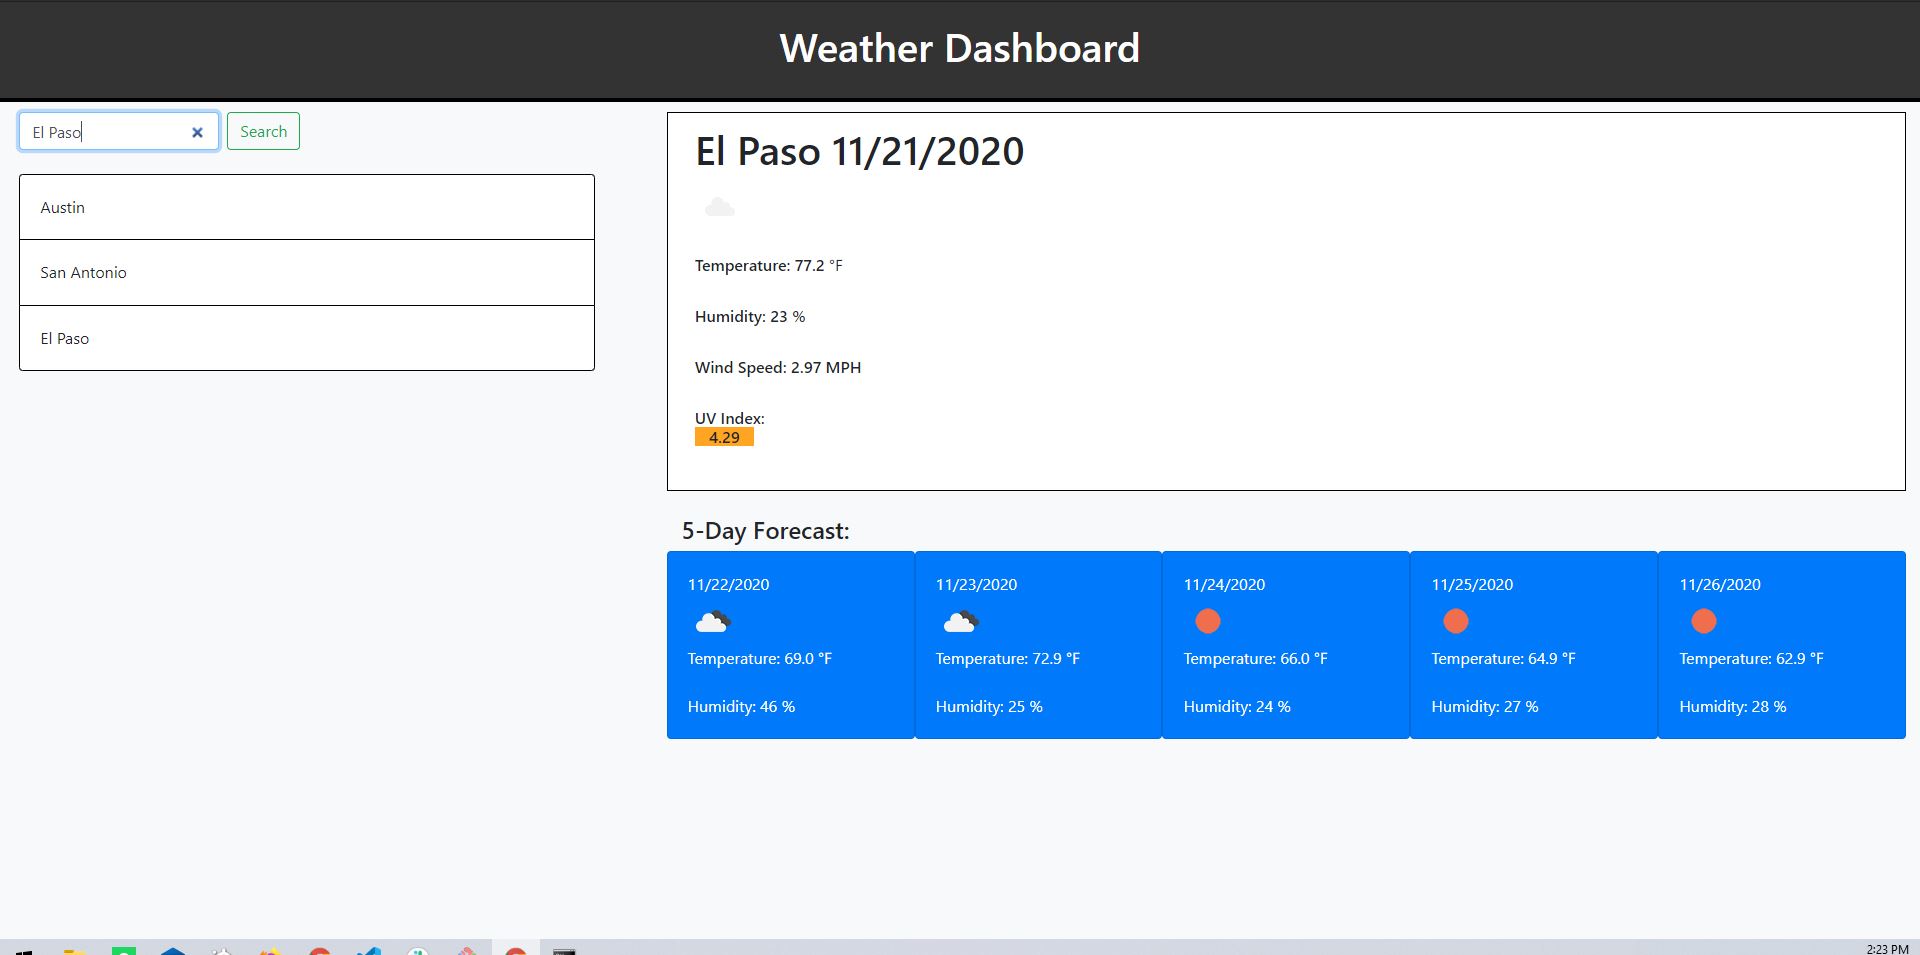 Weather Dashboard
El Paso
Search
Austin
San Antonio
El Paso
El Paso 11/21/2020
Temperature: 77.2 °F
Humidity: 23 %
Wind Speed: 2.97 MPH
UV Index:
4.29
5-Day Forecast:
11/22/2020
Temperature: 69.0 °F
Humidity: 46 %
11/23/2020
Temperature: 72.9 °F
Humidity: 25 %
11/24/2020
Temperature: 66.0 °F
Humidity: 24 %
11/25/2020
Temperature: 64.9 °F
Humidity: 27 %
11/26/2020
Temperature: 62.9 °F
Humidity: 28 %
2:23 PM